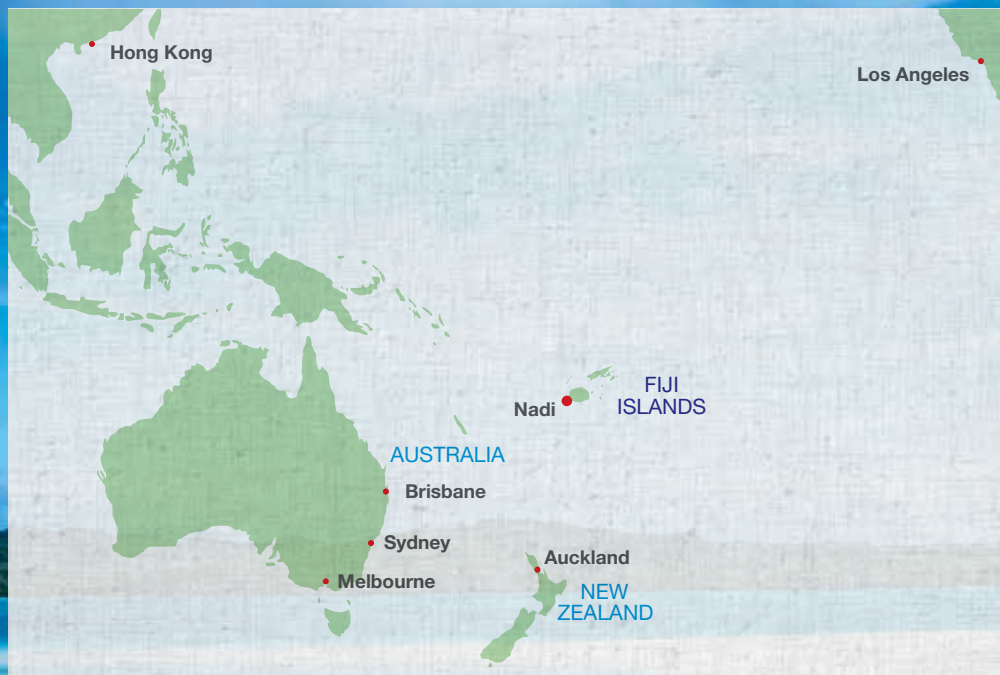 Hong Kong
Los Angeles
FIJI
ISLANDS
Nadi
AUSTRALIA
Brisbane
Sydney
Auckland
Melbourne
NEW
ZEALAND